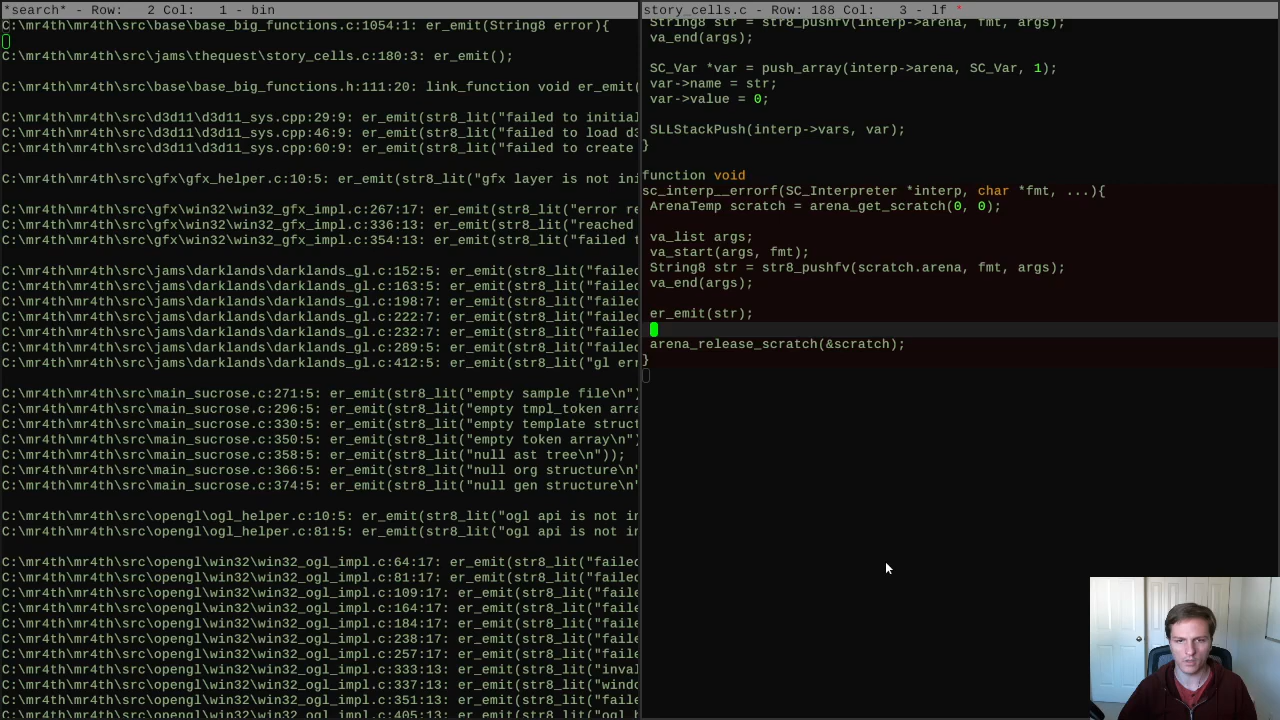 *search* - Row:   2 Col:   1 - bin
C:\mr4th\mr4th\src\base\base_big_functions.c:1054:1: er_emit(String8 error){
C:\mr4th\mr4th\src\jams\thequest\story_cells.c:180:3: er_emit();
C:\mr4th\mr4th\src\base\base_big_functions.h:111:20: link_function void er_emit(
C:\mr4th\mr4th\src\d3d11\d3d11_sys.cpp:29:9: er_emit(str8_lit("failed to initial
C:\mr4th\mr4th\src\d3d11\d3d11_sys.cpp:46:9: er_emit(str8_lit("failed to load d3
C:\mr4th\mr4th\src\d3d11\d3d11_sys.cpp:60:9: er_emit(str8_lit("failed to create
C:\mr4th\mr4th\src\gfx\gfx_helper.c:10:5: er_emit(str8_lit("gfx layer is not ini
C:\mr4th\mr4th\src\gfx\win32\win32_gfx_impl.c:267:17: er_emit(str8_lit("error re
C:\mr4th\mr4th\src\gfx\win32\win32_gfx_impl.c:336:13: er_emit(str8_lit("reached
C:\mr4th\mr4th\src\gfx\win32\win32_gfx_impl.c:354:13: er_emit(str8_lit("failed t
C:\mr4th\mr4th\src\jams\darklands\darklands_gl.c:152:5: er_emit(str8_lit("failed
C:\mr4th\mr4th\src\jams\darklands\darklands_gl.c:163:5: er_emit(str8_lit("failed
C:\mr4th\mr4th\src\jams\darklands\darklands_gl.c:198:7: er_emit(str8_lit("failed
C:\mr4th\mr4th\src\jams\darklands\darklands_gl.c:222:7: er_emit(str8_lit("failed
C:\mr4th\mr4th\src\jams\darklands\darklands_gl.c:232:7: er_emit(str8_lit("failed
C:\mr4th\mr4th\src\jams\darklands\darklands_gl.c:289:5: er_emit(str8_lit("failed
C:\mr4th\mr4th\src\jams\darklands\darklands_gl.c:412:5: er_emit(str8_lit("gl err
C:\mr4th\mr4th\src\main_sucrose.c:271:5: er_emit(str8_lit("empty sample file\n")
C:\mr4th\mr4th\src\main_sucrose.c:296:5: er_emit(str8_lit("empty tmpl_token arra
C:\mr4th\mr4th\src\main_sucrose.c:330:5: er_emit(str8_lit("empty template struct
C:\mr4th\mr4th\src\main_sucrose.c:350:5: er_emit(str8_lit("empty token array\n")
C:\mr4th\mr4th\src\main_sucrose.c:358:5: er_emit(str8_lit("null ast tree\n"));
C:\mr4th\mr4th\src\main_sucrose.c:366:5: er_emit(str8_lit("null org structure\n"
C:\mr4th\mr4th\src\main_sucrose.c:374:5: er_emit(str8_lit("null gen structure\n"
C:\mr4th\mr4th\src\opengl\ogl_helper.c:10:5: er_emit(str8_lit("ogl api is not in
C:\mr4th\mr4th\src\opengl\ogl_helper.c:81:5: er_emit(str8_lit("ogl api is not in
C:\mr4th\mr4th\src\opengl\win32\win32_ogl_impl.c:64:17: er_emit(str8_lit("failed
C:\mr4th\mr4th\src\opengl\win32\win32_ogl_impl.c:81:17: er_emit(str8_lit("failed
C:\mr4th\mr4th\src\opengl\win32\win32_ogl_impl.c:109:17: er_emit(str8_lit("faile
C:\mr4th\mr4th\src\opengl\win32\win32_ogl_impl.c:164:17: er_emit(str8_lit("faile
C:\mr4th\mr4th\src\opengl\win32\win32_ogl_impl.c:184:17: er_emit(str8_lit("faile
C:\mr4th\mr4th\src\opengl\win32\win32_ogl_impl.c:238:17: er_emit(str8_lit("faile
C:\mr4th\mr4th\src\opengl\win32\win32_ogl_impl.c:257:17: er_emit(str8_lit("faile
C:\mr4th\mr4th\src\opengl\win32\win32_ogl_impl.c:333:13: er_emit(str8_lit("inval
C:\mr4th\mr4th\src\opengl\win32\win32_ogl_impl.c:337:13: er_emit(str8_lit("windo
C:\mr4th\mr4th\src\opengl\win32\win32_ogl_impl.c:351:13: er_emit(str8_lit("faile
C:\mr4th\mr4th\src\opengl\win32\win32_ogl_impl.c:405:13: er_emit(str8_lit("ogl
story_cells.c - Row: 188 Col:   3 - lf *
String8 str = str8_pushfv(interp->arena, fmt, args);
va_end(args);
SC_Var *var = push_array(interp->arena, SC_Var, 1);
var->name = str;
var->value = 0;
SLLStackPush(interp->vars, var);
}
function void
sc_interp__errorf(SC_Interpreter *interp, char *fmt, ...){
ArenaTemp scratch = arena_get_scratch(0, 0);
va_list args;
va_start(args, fmt);
String8 str = str8_pushfv(scratch.arena, fmt, args);
va_end(args);
er_emit(str);
arena_release_scratch(&scratch);
}